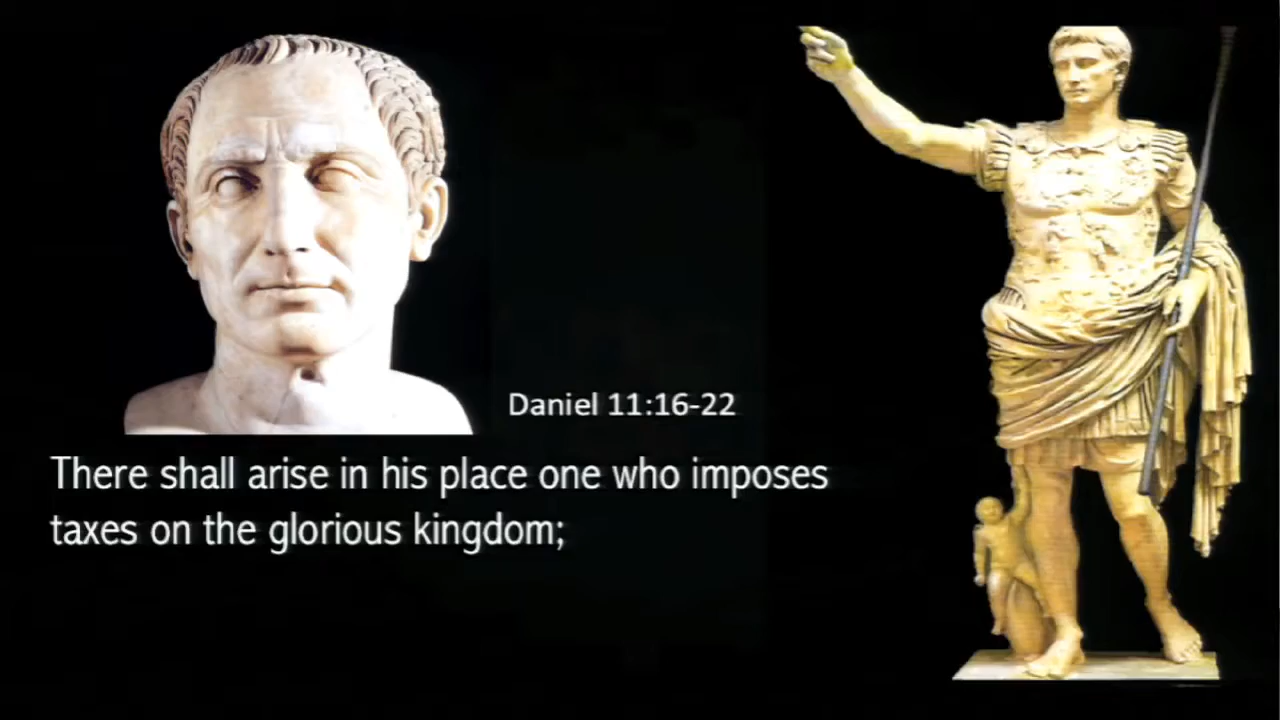 Daniel 11:16-22
There shall arise in his place one who imposes
taxes on the glorious kingdom;